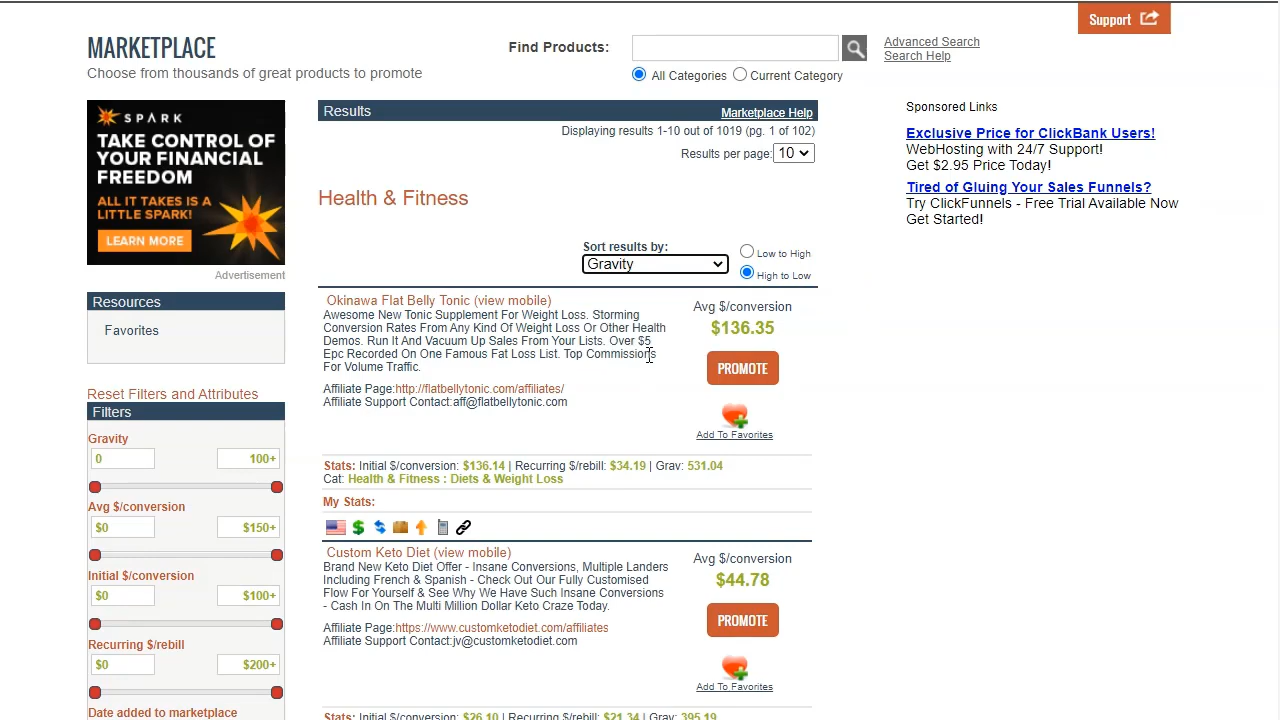 Support
MARKETPLACE
Choose from thousands of great products to promote
Find Products:
All Categories
Current Category
Advanced Search
Search Help
SPARK
TAKE CONTROL OF
YOUR FINANCIAL
FREEDOM
ALL IT TAKES IS A
LITTLE SPARK!
LEARN MORE
Advertisement
Resources
Favorites
Reset Filters and Attributes
Filters
Gravity
0 100+
Avg $/conversion
$0 $150+
Initial $/conversion
$0 $100+
Recurring $/rebill
$0 $200+
Date added to marketplace
Results Marketplace Help
Displaying results 1-10 out of 1019 (pg. 1 of 102)
Results per page: 10
Health & Fitness
Sort results by:
Gravity
Low to High
High to Low
Okinawa Flat Belly Tonic (view mobile)
Awesome New Tonic Supplement For Weight Loss. Storming
Conversion Rates From Any Kind Of Weight Loss Or Other Health
Demos. Run It And Vacuum Up Sales From Your Lists. Over $5
Epc Recorded On One Famous Fat Loss List. Top Commissions
For Volume Traffic.
Affiliate Page:http://flatbellytonic.com/affiliates/
Affiliate Support Contact:aff@flatbellytonic.com
Avg $/conversion
$136.35
PROMOTE
Add To Favorites
Stats: Initial $/conversion: $136.14 | Recurring $/rebill: $34.19 | Grav: 531.04
Cat: Health & Fitness : Diets & Weight Loss
My Stats:
Custom Keto Diet (view mobile)
Brand New Keto Diet Offer - Insane Conversions, Multiple Landers
Including French & Spanish - Check Out Our Fully Customised
Flow For Yourself & See Why We Have Such Insane Conversions
- Cash In On The Multi Million Dollar Keto Craze Today.
Affiliate Page:https://www.customketodiet.com/affiliates
Affiliate Support Contact:jv@customketodiet.com
Avg $/conversion
$44.78
PROMOTE
Add To Favorites
Stats: Initial $/conversion: $26.10 | Recurring $/rebill: $21.34 | Grav: 395.19
Sponsored Links
Exclusive Price for ClickBank Users!
WebHosting with 24/7 Support!
Get $2.95 Price Today!
Tired of Gluing Your Sales Funnels?
Try ClickFunnels - Free Trial Available Now
Get Started!